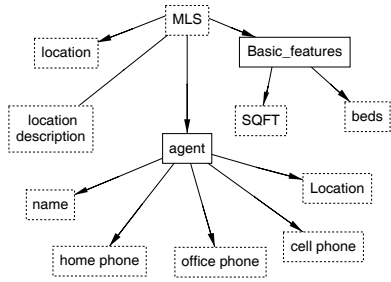 MLS
location
Basic_features
location
description
SQFT
beds
agent
name
Location
home phone
office phone
cell phone